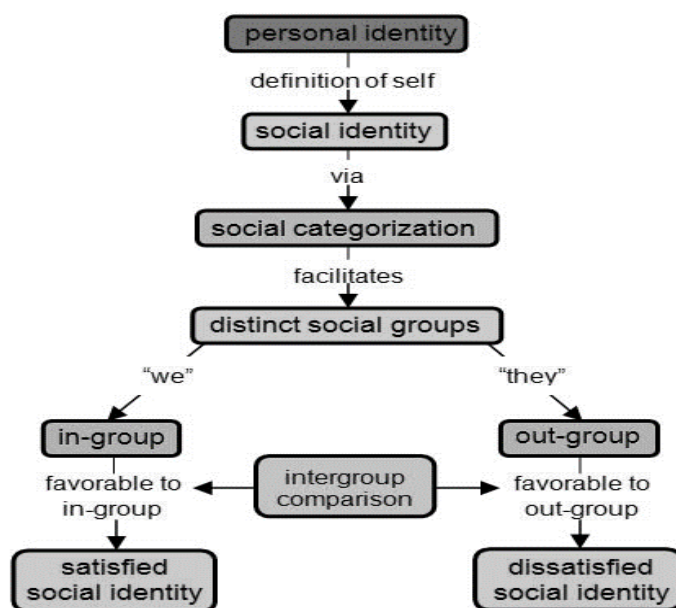 personal identity
definition of self
social identity
via
social categorization
facilitates
distinct social groups
“we”
“they”
in-group
out-group
favorable to
in-group
intergroup
comparison
favorable to
out-group
satisfied
social identity
dissatisfied
social identity